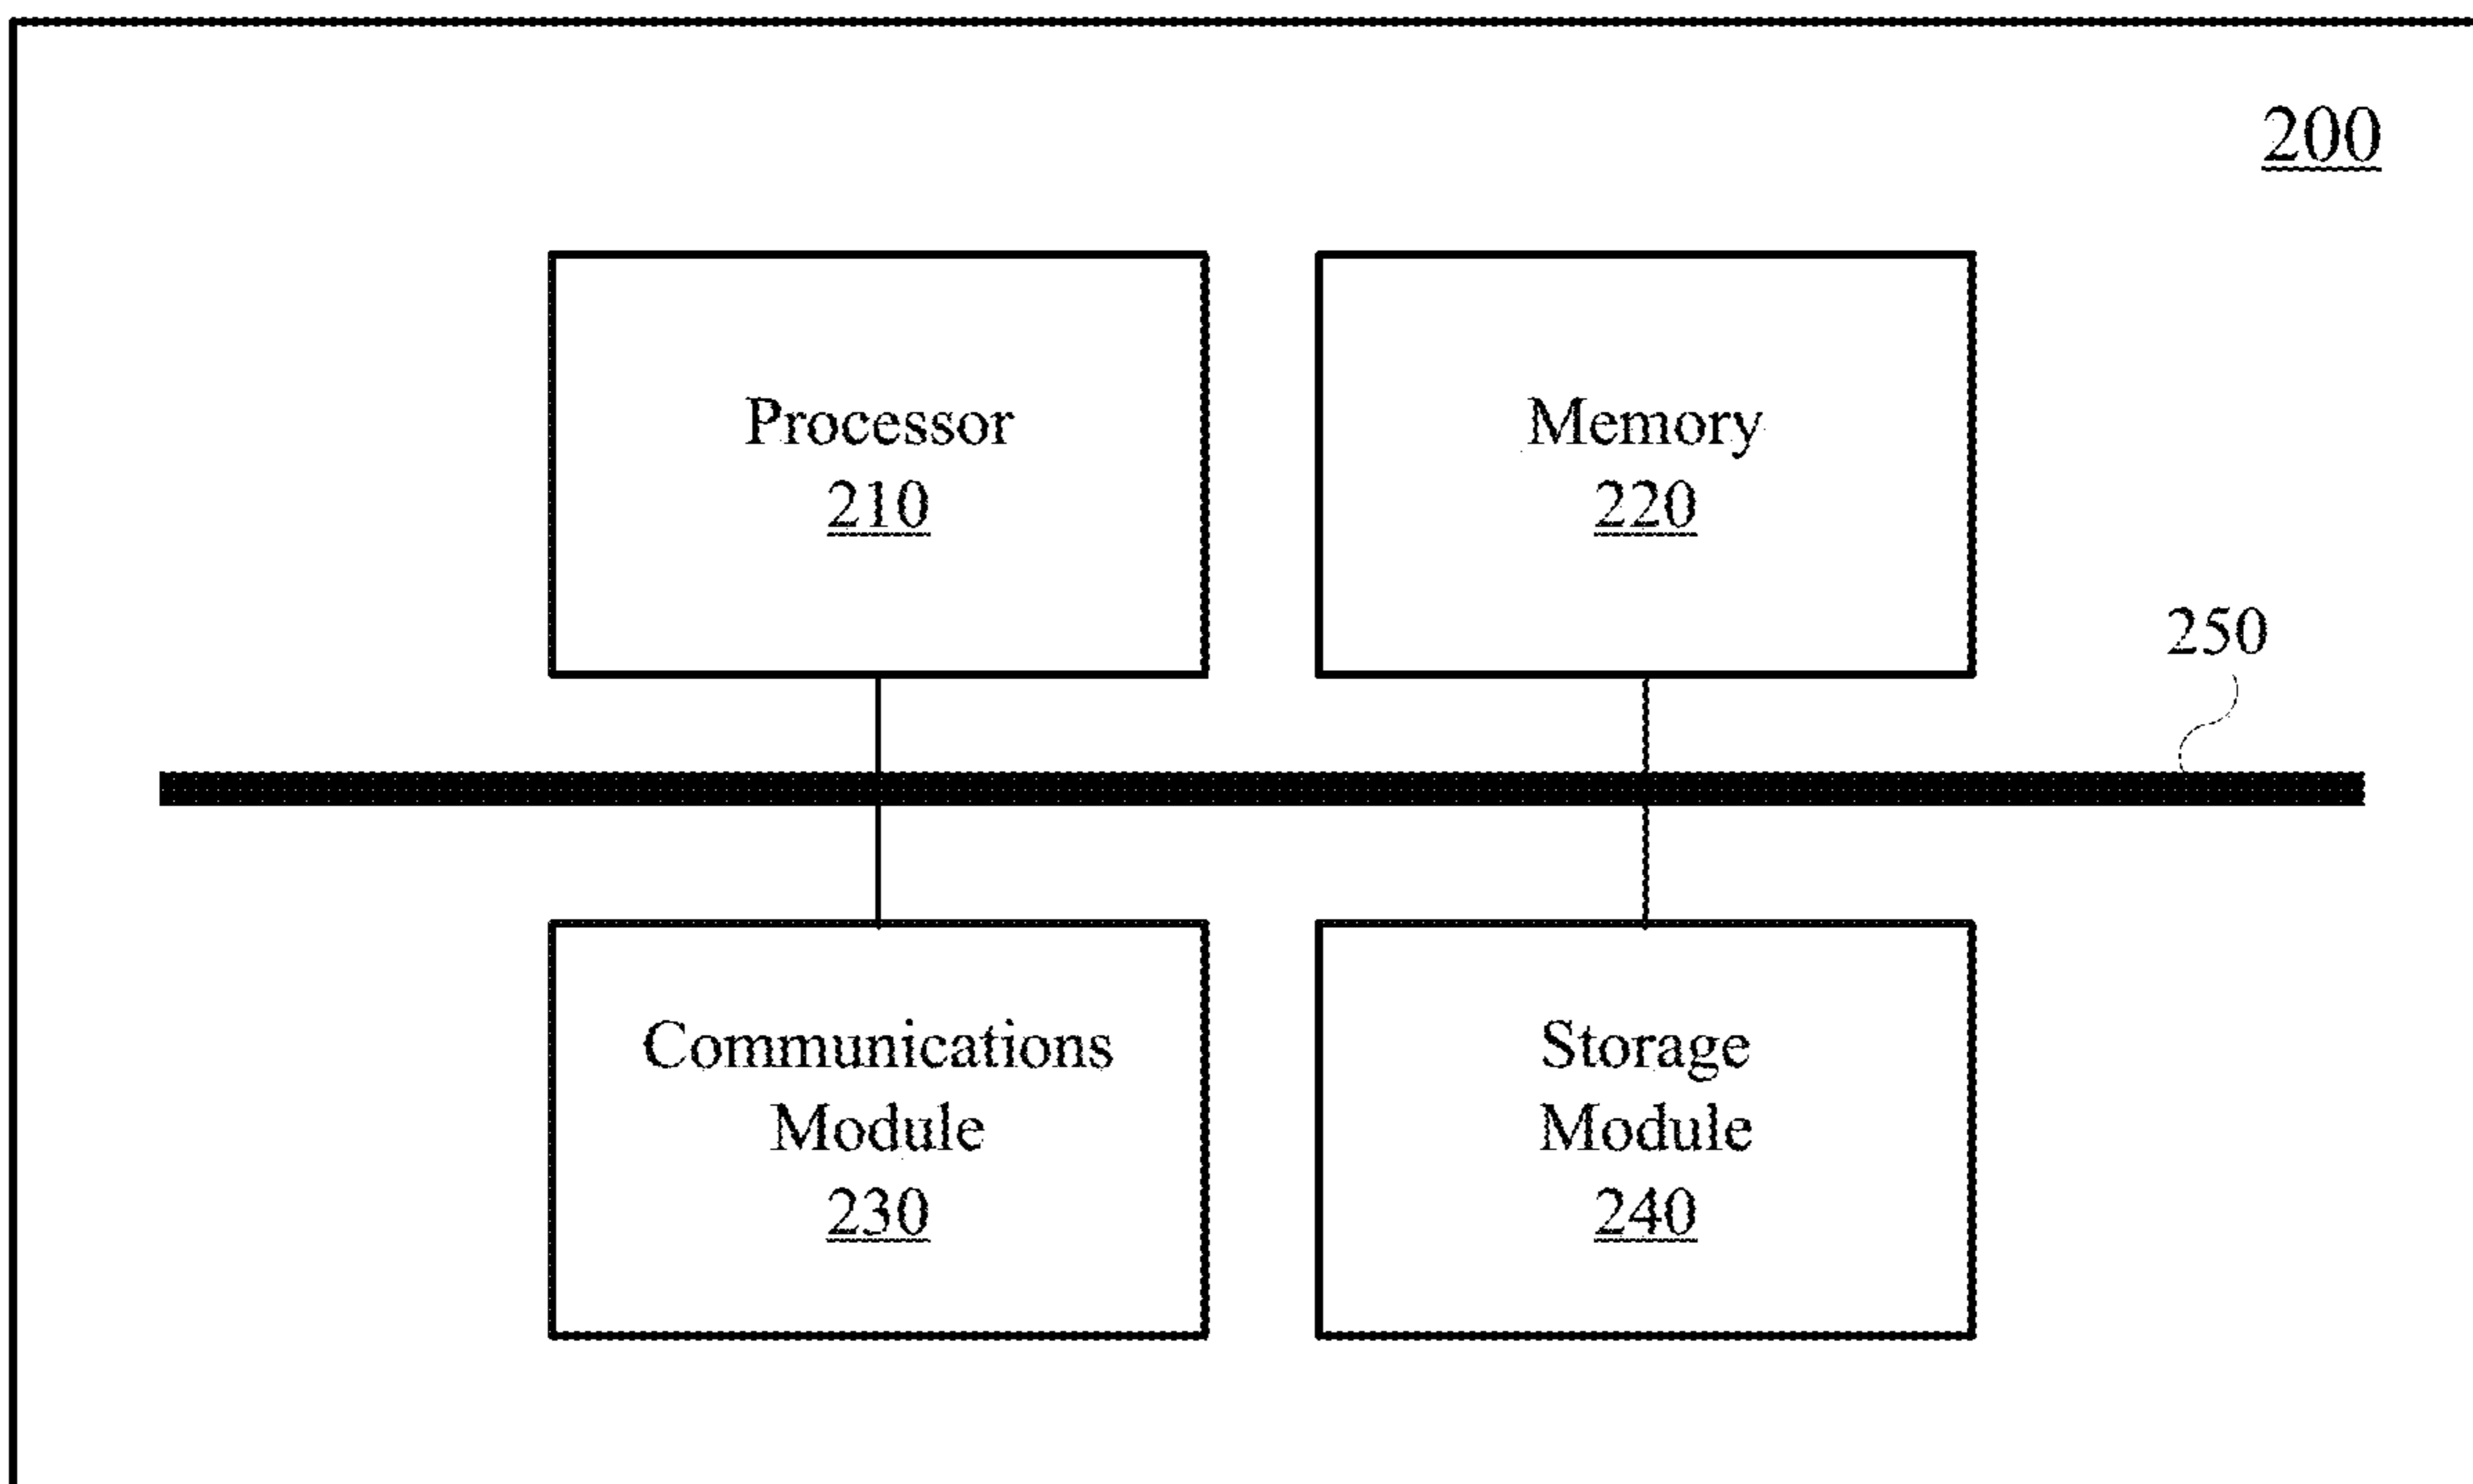 200
Processor
210
Memory
220
250
Communications
Module
230
Storage
Module
240